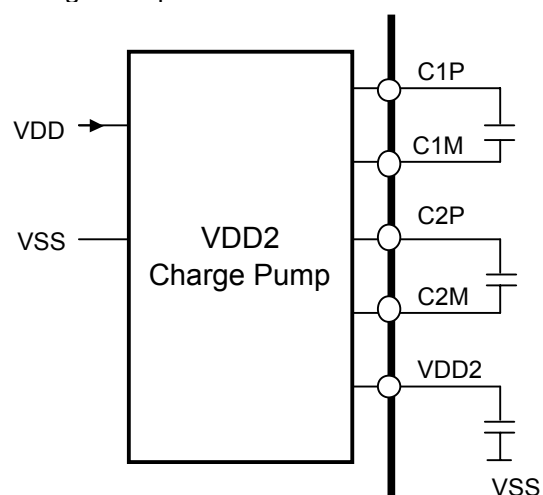 VDD
VSS
VDD2
Charge Pump
C1P
C1M
C2P
C2M
VDD2
VSS